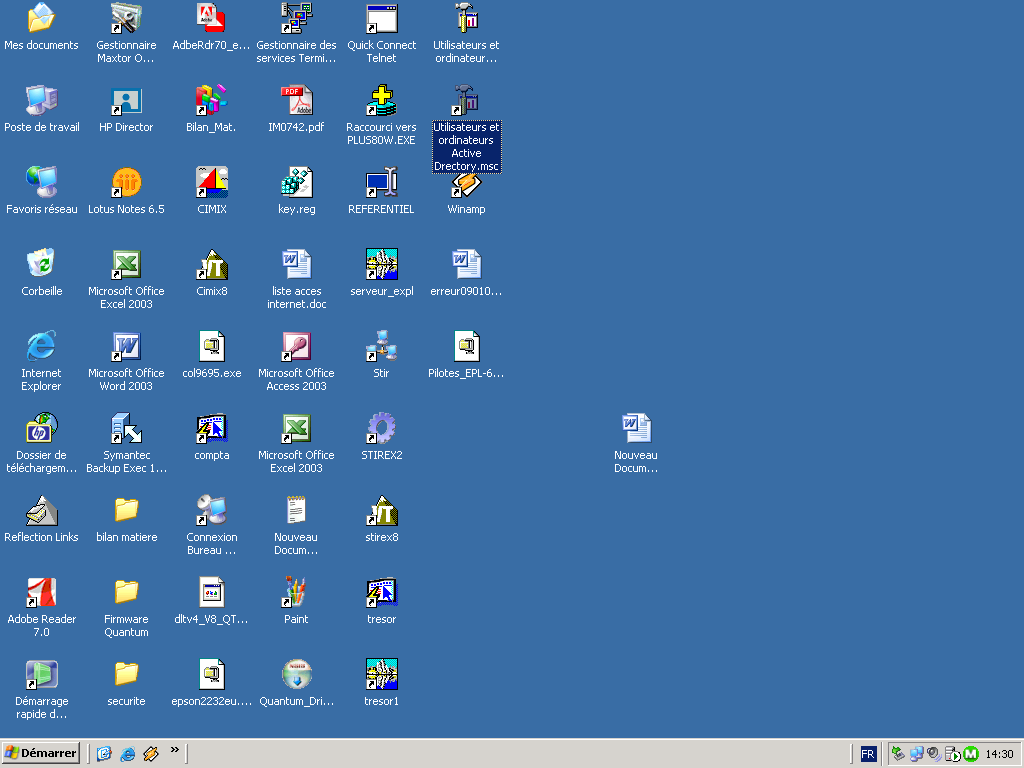 Mes documents
Gestionnaire
Maxtor O...
AdbeRdr70_e...
Gestionnaire des
services Termi...
Quick Connect
Telnet
Utilisateurs et
ordinateur...
Poste de travail
HP Director
Bilan_Mat.
IM0742.pdf
Raccourci vers
PLUS80W.EXE
Utilisateurs et
ordinateurs
Active
Drectory.msc
Favoris réseau
Lotus Notes 6.5
CIMIX
key.reg
REFERENTIEL
Winamp
Corbeille
Microsoft Office
Excel 2003
Cimix8
liste acces
internet.doc
serveur_expl
erreur09010...
Internet
Explorer
Microsoft Office
Word 2003
col9695.exe
Microsoft Office
Access 2003
Stir
Pilotes_EPL-6...
Dossier de
téléchargem...
Symantec
Backup Exec 1...
compta
Microsoft Office
Excel 2003
STIREX2
Nouveau
Docum...
Reflection Links
bilan matiere
Connexion
Bureau ...
Nouveau
Docum...
stirex8
Adobe Reader
7.0
Firmware
Quantum
dltv4_V8_QT...
Paint
tresor
Démarrage
rapide d...
securite
epson2232eu....
Quantum_Dri...
tresor1
Démarrer
FR
14:30